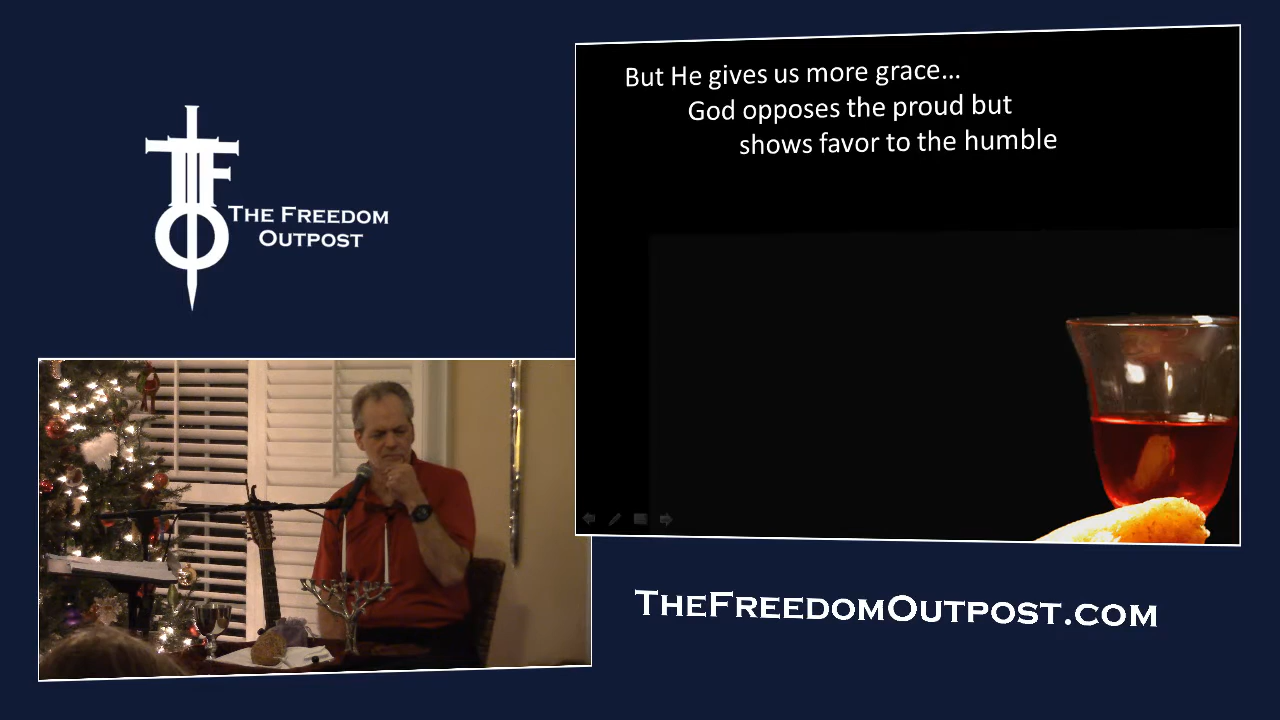 But He gives us more grace...
God opposes the proud but
shows favor to the humble
The Freedom
Outpost
TheFreedomOutpost.com